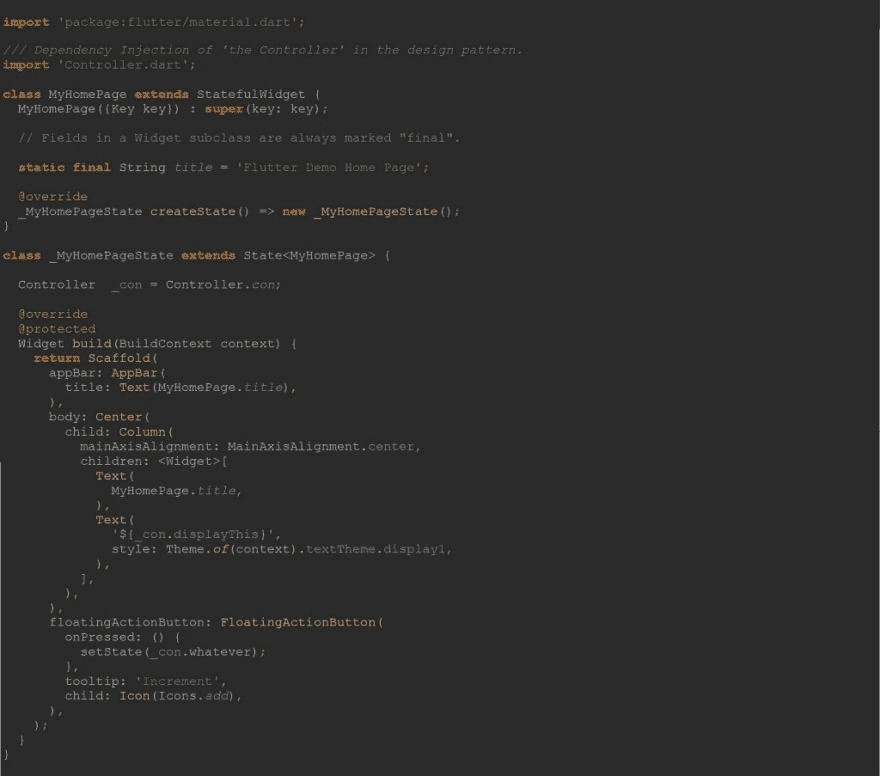 import 'package:flutter/material.dart';
/// Dependency Injection of 'the Controller' in the design pattern.
import 'Controller.dart';
class MyHomePage extends StatefulWidget {
MyHomePage({Key key}) : super(key: key);
// Fields in a Widget subclass are always marked "final".
static final String title = 'Flutter Demo Home Page';
@override
_MyHomePageState createState() => new _MyHomePageState();
}
class _MyHomePageState extends State<MyHomePage> {
Controller _con = Controller.con;
@override
@protected
Widget build(BuildContext context) {
return Scaffold(
appBar: AppBar(
title: Text(MyHomePage.title),
),
body: Center(
child: Column(
mainAxisAlignment: MainAxisAlignment.center,
children: <Widget>[
Text(
MyHomePage.title,
),
Text(
'${_con.displayThis}',
style: Theme.of(context).textTheme.display1,
),
],
),
),
floatingActionButton: FloatingActionButton(
onPressed: () {
setState(_con.whatever);
},
tooltip: 'Increment',
child: Icon(Icons.add),
),
);
}
}